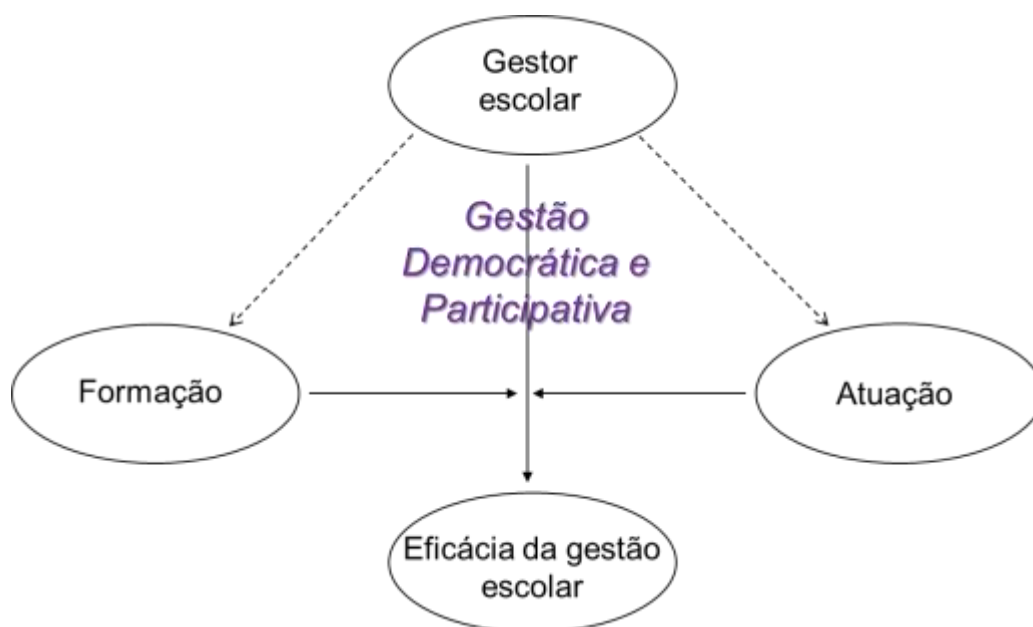 Gestor
escolar
Gestão
Democrática e
Participativa
Formação
Atuação
Eficácia da gestão
escolar